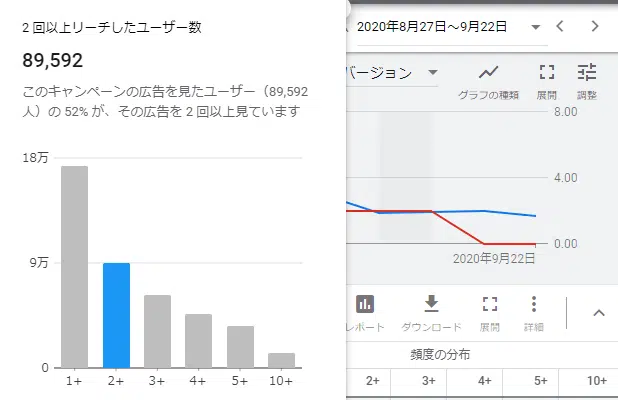 2 回以上リーチしたユーザー数
89,592
このキャンペーンの広告を見たユーザー（89,592
人）の 52% が、その広告を 2 回以上見ています
18万
9万
0
1+ 2+ 3+ 4+ 5+ 10+
2020年8月27日～9月22日
バージョン
グラフの種類 展開 調整
8.00
4.00
0.00
2020年9月22日
レポート ダウンロード 展開 詳細
頻度の分布
2+ 3+ 4+ 5+ 10+